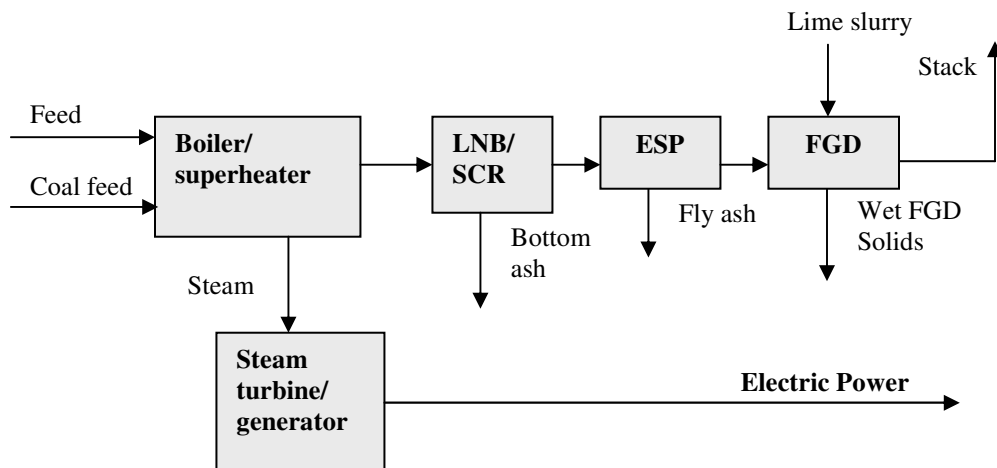 Lime slurry
Stack
Feed
Coal feed
Boiler/
superheater
LNB/
SCR
ESP
FGD
Bottom
ash
Fly ash
Wet FGD
Solids
Steam
Steam
turbine/
generator
Electric Power